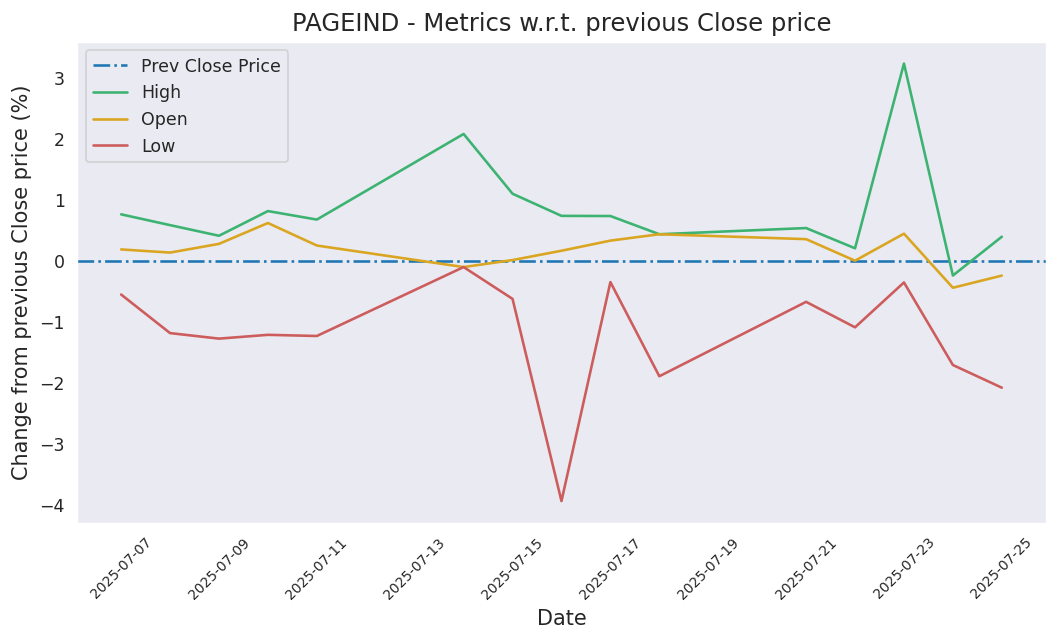 PAGEIND - Metrics w.r.t. previous Close price
Prev Close Price
High
Open
Low
Change from previous Close price (%)
3
2
1
0
−1
−2
−3
−4
2025-07-07
2025-07-09
2025-07-11
2025-07-13
2025-07-15
2025-07-17
2025-07-19
2025-07-21
2025-07-23
2025-07-25
Date